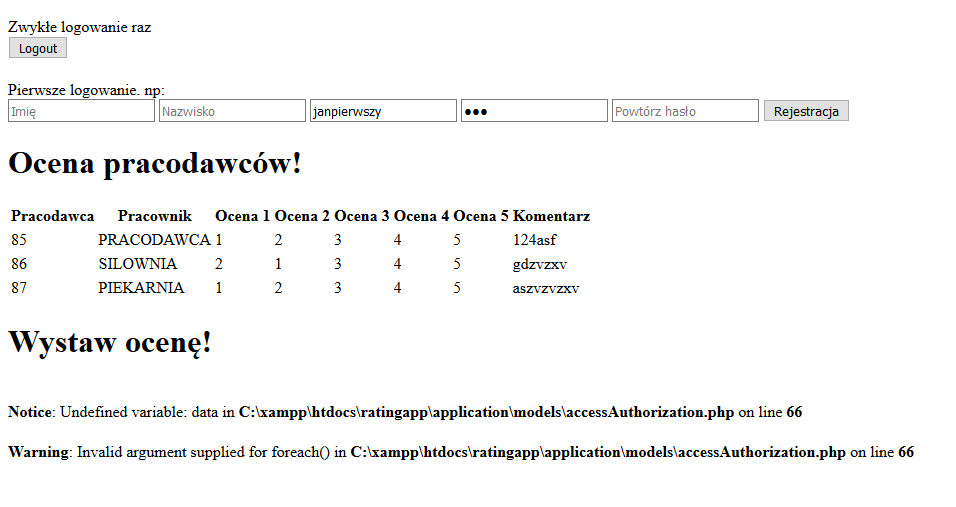 Zwykłe logowanie raz
Logout
Pierwsze logowanie. np:
Imię Nazwisko janpierwszy ●●● Powtórz hasło Rejestracja
Ocena pracodawców!
Pracodawca Pracownik Ocena 1 Ocena 2 Ocena 3 Ocena 4 Ocena 5 Komentarz
85 PRACODAWCA 1 2 3 4 5 124asf
86 SILOWNIA 2 1 3 4 5 gdzvzxv
87 PIEKARNIA 1 2 3 4 5 aszvzvzxv
Wystaw ocenę!
Notice: Undefined variable: data in C:\xampp\htdocs\ratingapp\application\models\accessAuthorization.php on line 66
Warning: Invalid argument supplied for foreach() in C:\xampp\htdocs\ratingapp\application\models\accessAuthorization.php on line 66